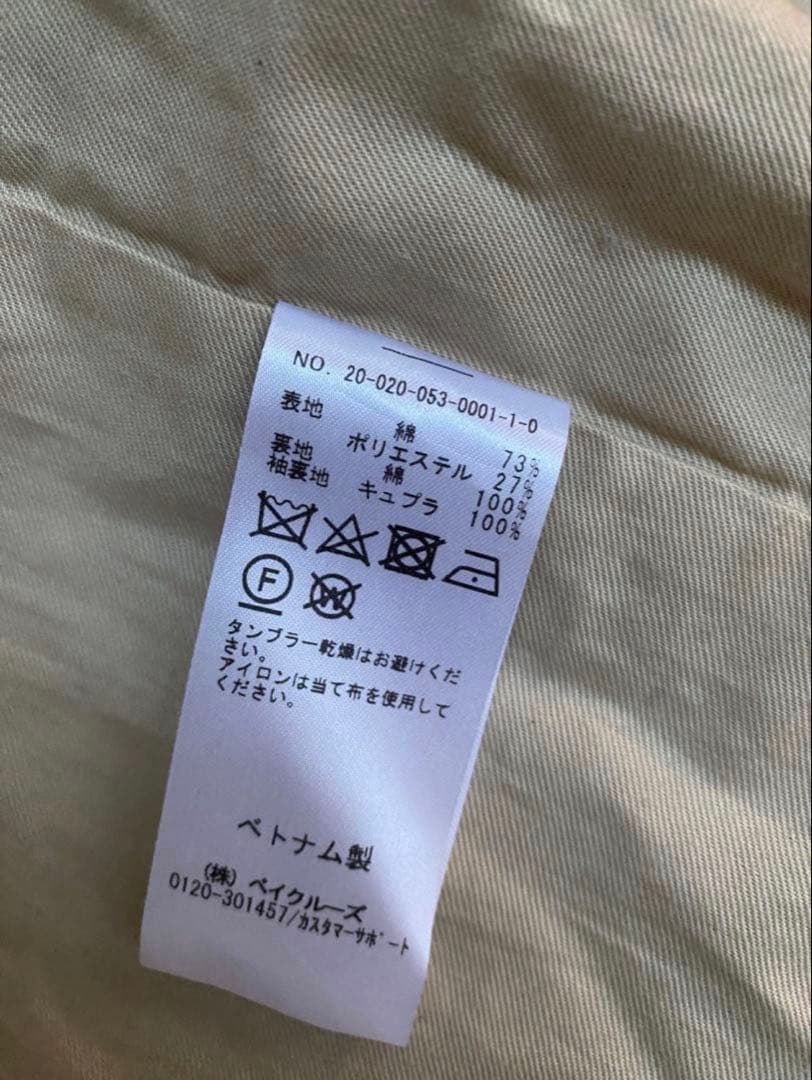 NO. 20-020-053-0001-1-0
表地 綿 73%
ポリエステル 27%
裏地 綿 100%
袖裏地 キュプラ 100%
F W
タンブラー乾燥はお避けくだ
さい。
アイロンは当て布を使用して
ください。
ベトナム製
(株) ベイクルーズ
0120-301457/カスタマーサポート